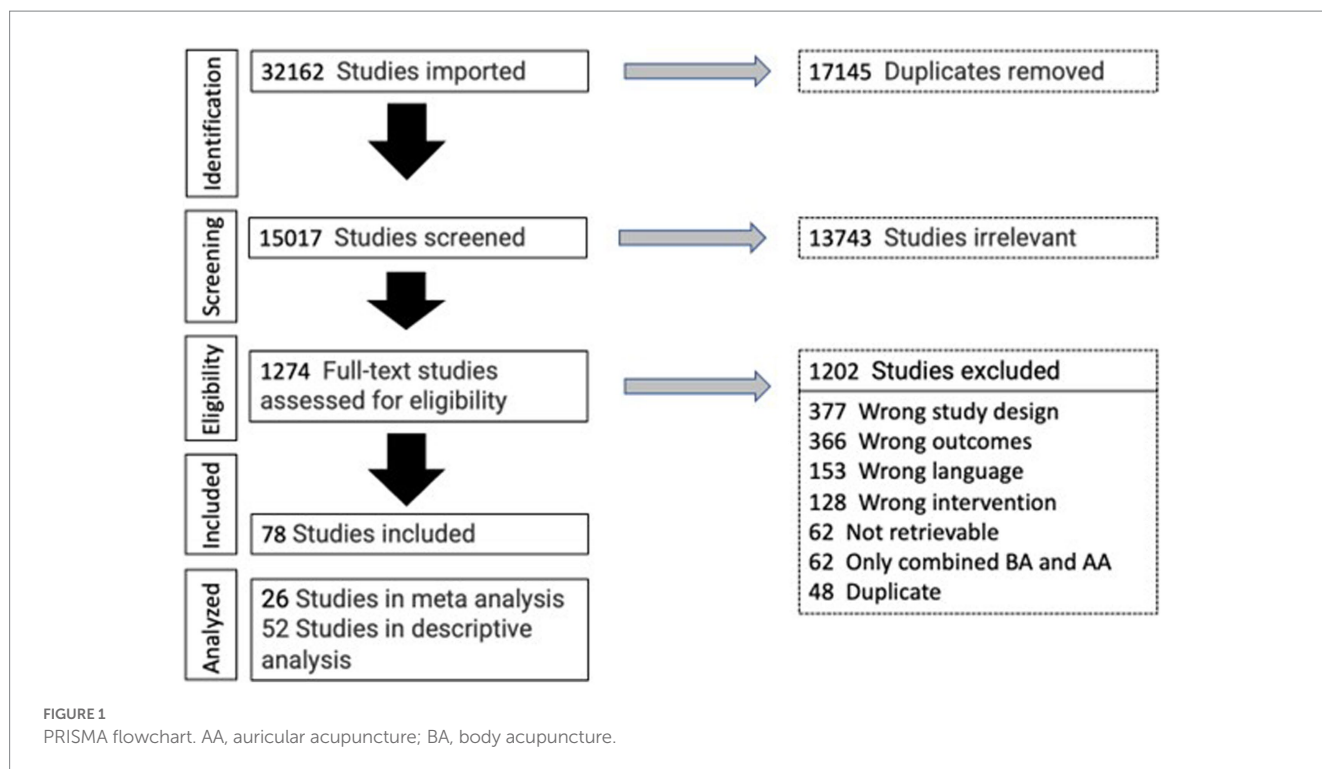 Identification
32162 Studies imported
17145 Duplicates removed
Screening
15017 Studies screened
13743 Studies irrelevant
Eligibility
1274 Full-text studies
assessed for eligibility
1202 Studies excluded
377 Wrong study design
366 Wrong outcomes
153 Wrong language
128 Wrong intervention
62 Not retrievable
62 Only combined BA and AA
48 Duplicate
Included
78 Studies included
Analyzed
26 Studies in meta analysis
52 Studies in descriptive
analysis
FIGURE 1
PRISMA flowchart. AA, auricular acupuncture; BA, body acupuncture.